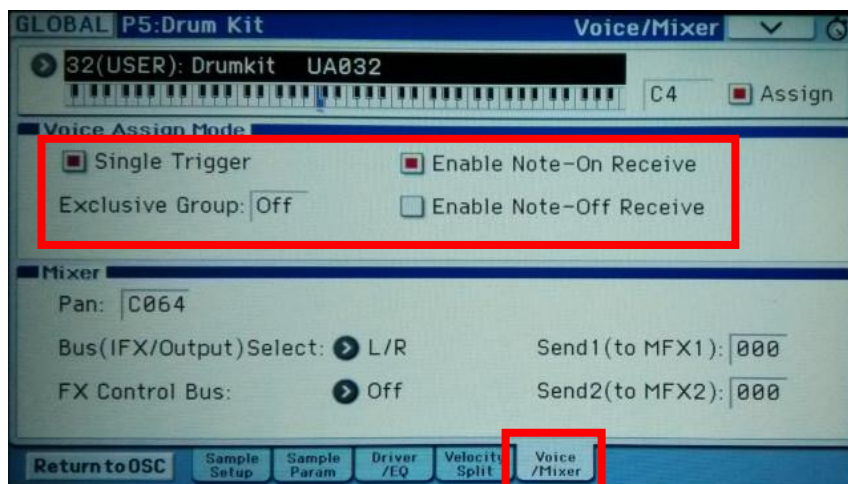 GLOBAL P5:Drum Kit Voice/Mixer
32(USER): Drumkit UA032
C4 Assign
Voice Assign Mode
Single Trigger Enable Note-On Receive
Exclusive Group: Off Enable Note-Off Receive
Mixer
Pan: C064
Bus(IFX/Output)Select: L/R Send1(to MFX1): 000
FX Control Bus: Off Send2(to MFX2): 000
Return to OSC Sample Setup Sample Param Driver /EQ Velocity Split Voice /Mixer